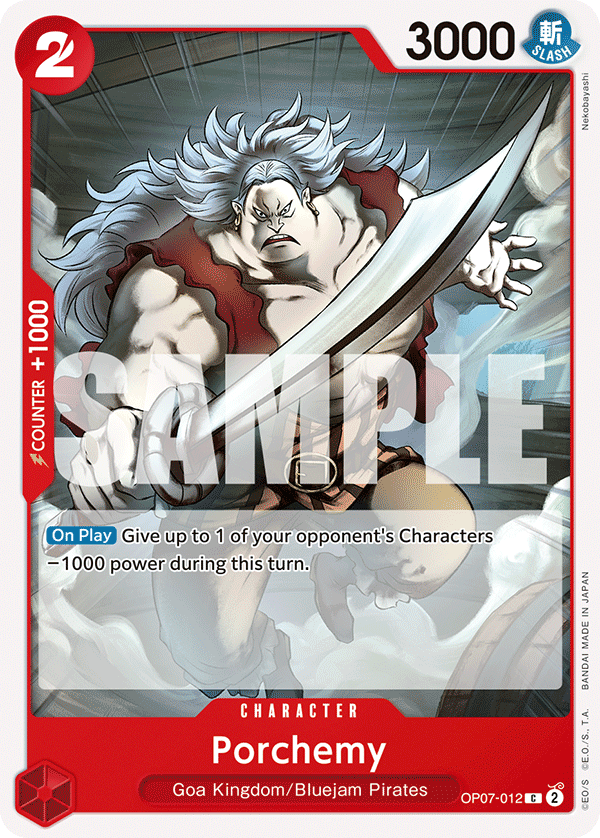 2
3000
斬
SLASH
Nekobayashi
COUNTER +1000
SAMPLE
On Play Give up to 1 of your opponent's Characters
−1000 power during this turn.
CHARACTER
Porchemy
Goa Kingdom/Bluejam Pirates
OP07-012 C 2
©E.O/S ©E.O./S., T.A. BANDAI MADE IN JAPAN